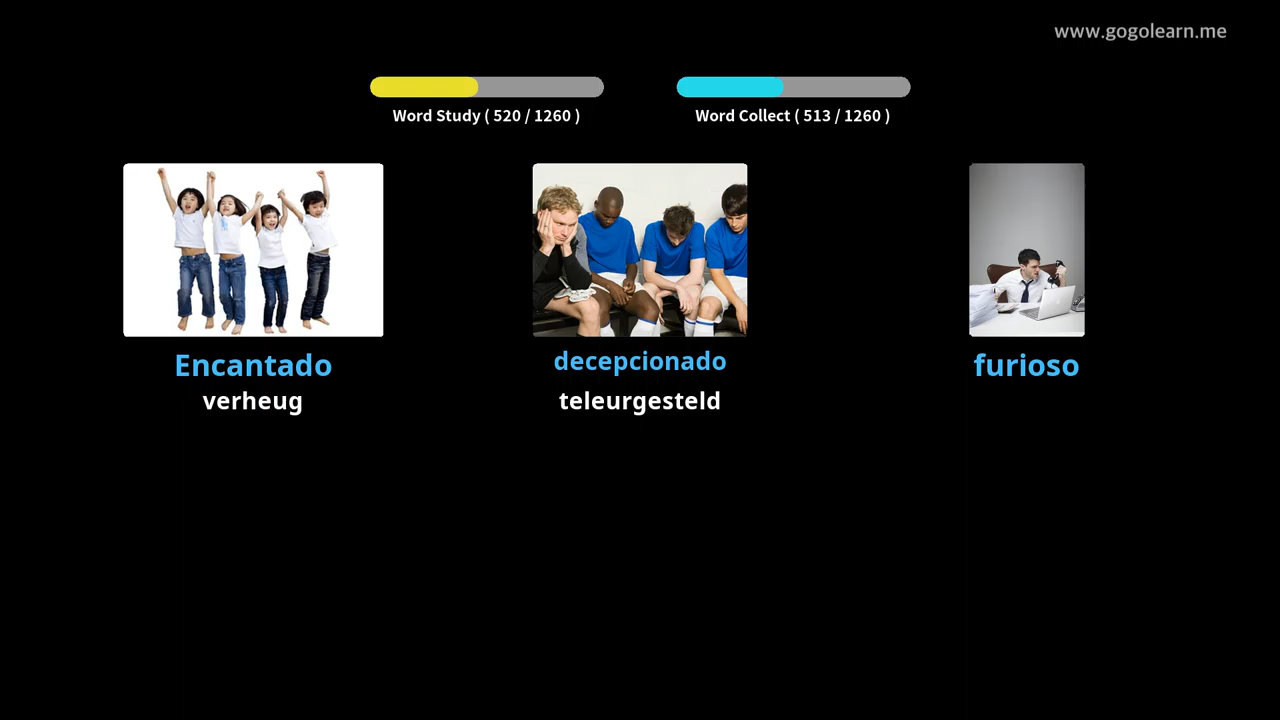 www.gogolearn.me
Word Study ( 520 / 1260 )
Word Collect ( 513 / 1260 )
Encantado
verheug
decepcionado
teleurgesteld
furioso